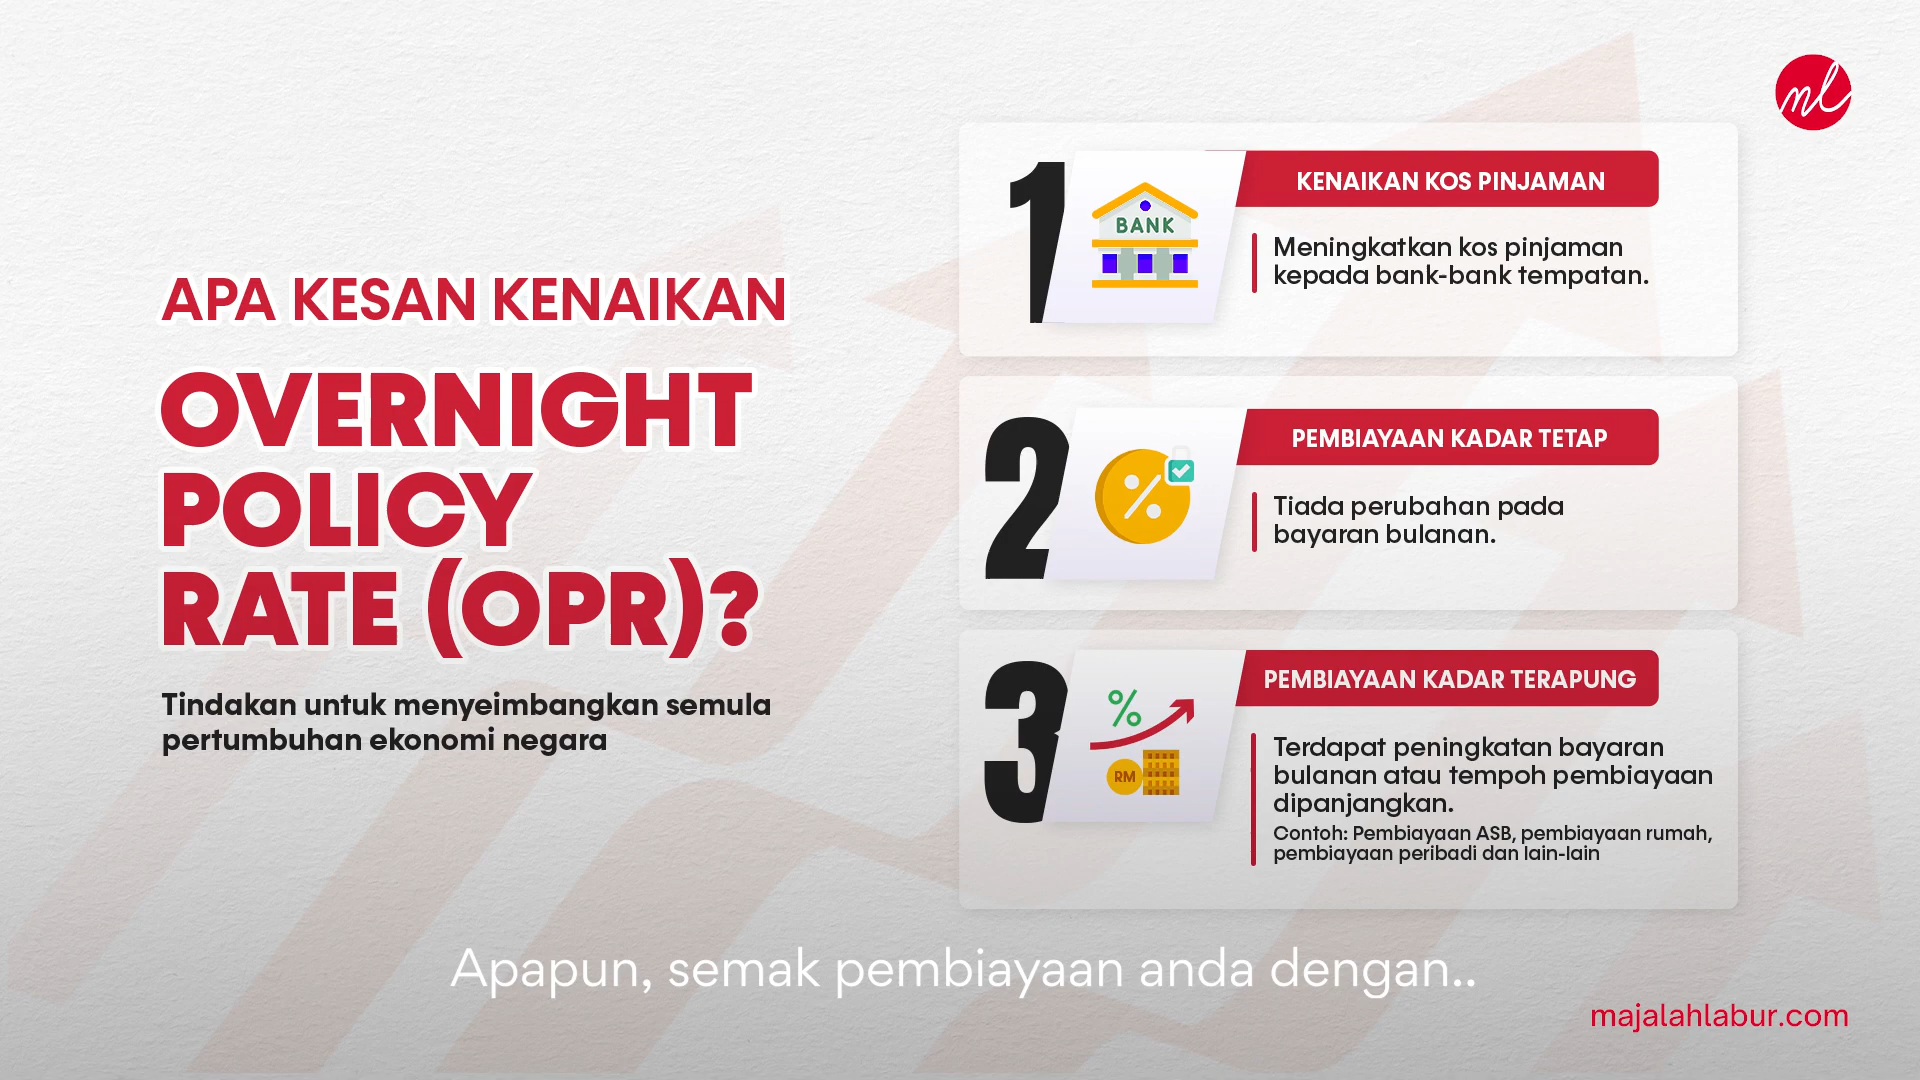 ml
APA KESAN KENAIKAN
OVERNIGHT
POLICY
RATE (OPR)?
Tindakan untuk menyeimbangkan semula
pertumbuhan ekonomi negara
1
BANK
KENAIKAN KOS PINJAMAN
Meningkatkan kos pinjaman
kepada bank-bank tempatan.
2
%
PEMBIAYAAN KADAR TETAP
Tiada perubahan pada
bayaran bulanan.
3
%
RM
PEMBIAYAAN KADAR TERAPUNG
Terdapat peningkatan bayaran
bulanan atau tempoh pembiayaan
dipanjangkan.
Contoh: Pembiayaan ASB, pembiayaan rumah,
pembiayaan peribadi dan lain-lain
Apapun, semak pembiayaan anda dengan..
majalahlabur.com